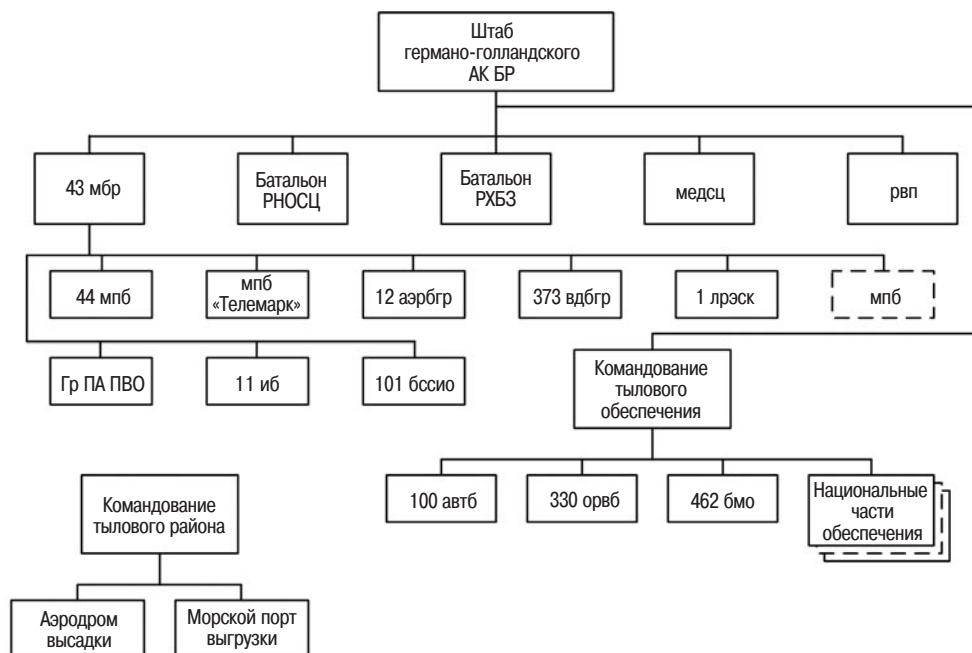 Штаб
германо-голландского
АК БР
43 мбр
Батальон
РНОСЦ
Батальон
РХБЗ
медсц
рвп
44 мпб
мпб
«Телемарк»
12 аэрбгр
373 вдбгр
1 лрэск
мпб
Гр ПА ПВО
11 иб
101 бссио
Командование
тылового
обеспечения
100 автб
330 орвб
462 бмо
Национальные
части
обеспечения
Командование
тылового района
Аэродром
высадки
Морской порт
выгрузки